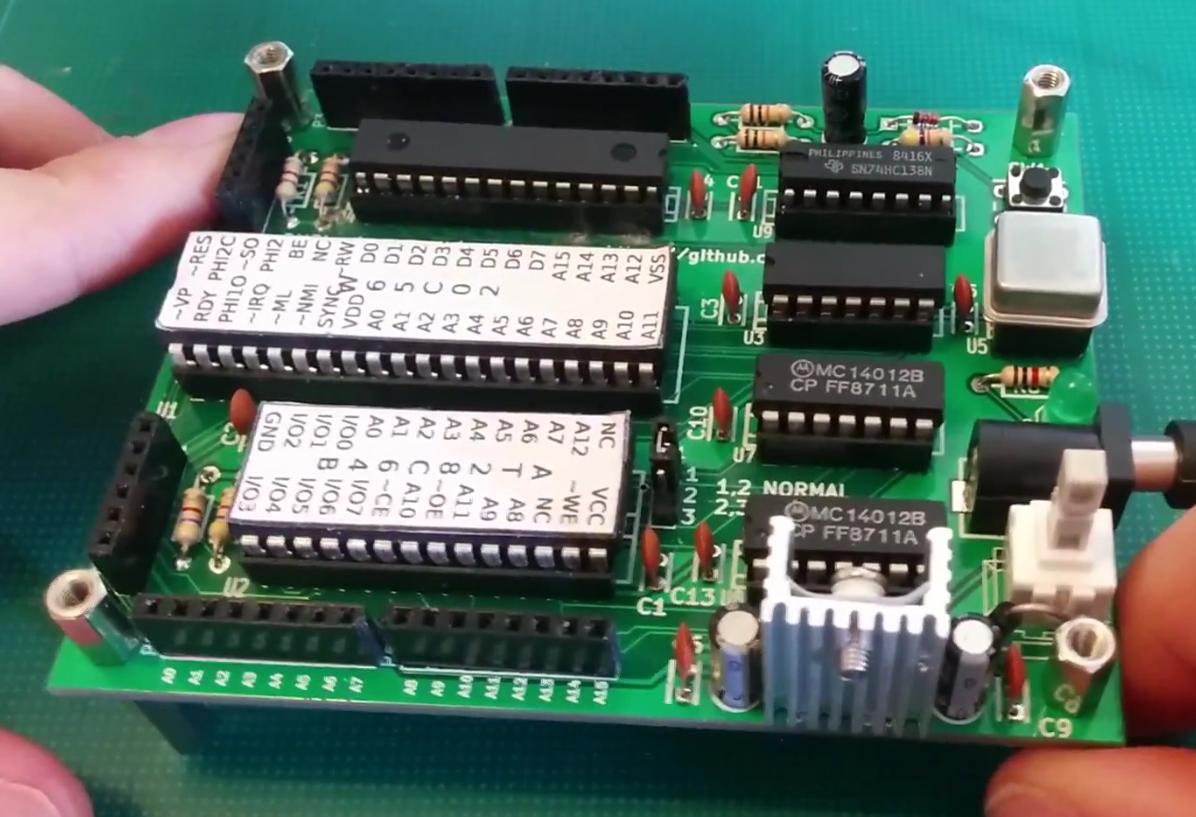 PHILIPPINES 8416X
SN74HC138N
U9
/github.c
~VP ~RES
RDY PHI2C
PHI1O ~SO
~IRQ PHI2
~ML BE
~NMI NC
SYNC ~RW
VDD W D0
A0 6 D1
A1 5 D2
A2 C D3
A3 0 D4
A4 2 D5
A5 D6
A6 D7
A7 A15
A8 A14
A9 A13
A10 A12
A11 VSS
C3
U3
U5
MC14012B
CP FF8711A
C10
U7
U1
GND I/O3
I/O2 I/O4
I/O1 B I/O5
I/O0 4 I/O6
A0 6 I/O7
A1 C ~CE
A2 8 A10
A3 2 ~OE
A4 T A11
A5 A A9
A6 A8
A7 NC
A12 ~WE
NC VCC
1
2
3
1,2 NORMAL
2,
MC14012B
CP FF8711A
U2
C1 C13
A0 A1 A2 A3 A4 A5 A6 A7 A8 A9 A10 A11 A12 A13 A14 A15
C9